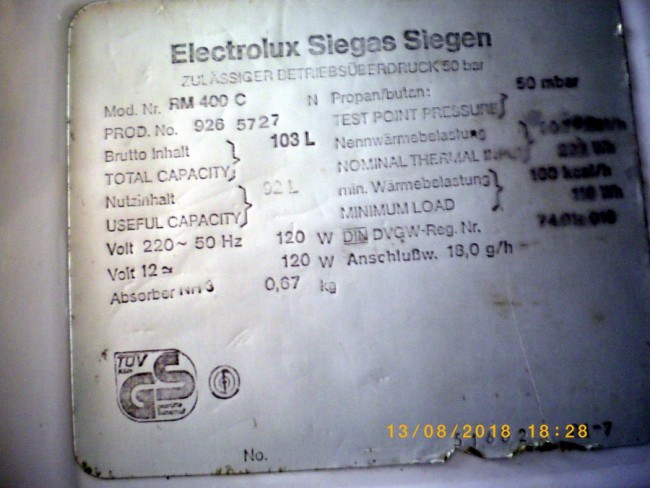 Electrolux Siegas Siegen
ZULÄSSIGER BETRIEBSÜBERDRUCK 50 bar
Mod. Nr. RM 400 C N Propan/butan: 50 mbar
PROD. No. 926 5727 TEST POINT PRESSURE
Brutto Inhalt 103 L Nennwärmebelastung
TOTAL CAPACITY NOMINAL THERMAL
Nutzinhalt 92 L min. Wärmebelastung 100 kcal/h
USEFUL CAPACITY MINIMUM LOAD
Volt 220~ 50 Hz 120 W DIN DVGW-Reg. Nr.
Volt 12≃ 120 W Anschlußw. 18,0 g/h
Absorber NH3 0,67 kg
TÜV
GS
No.
13/08/2018 18:28